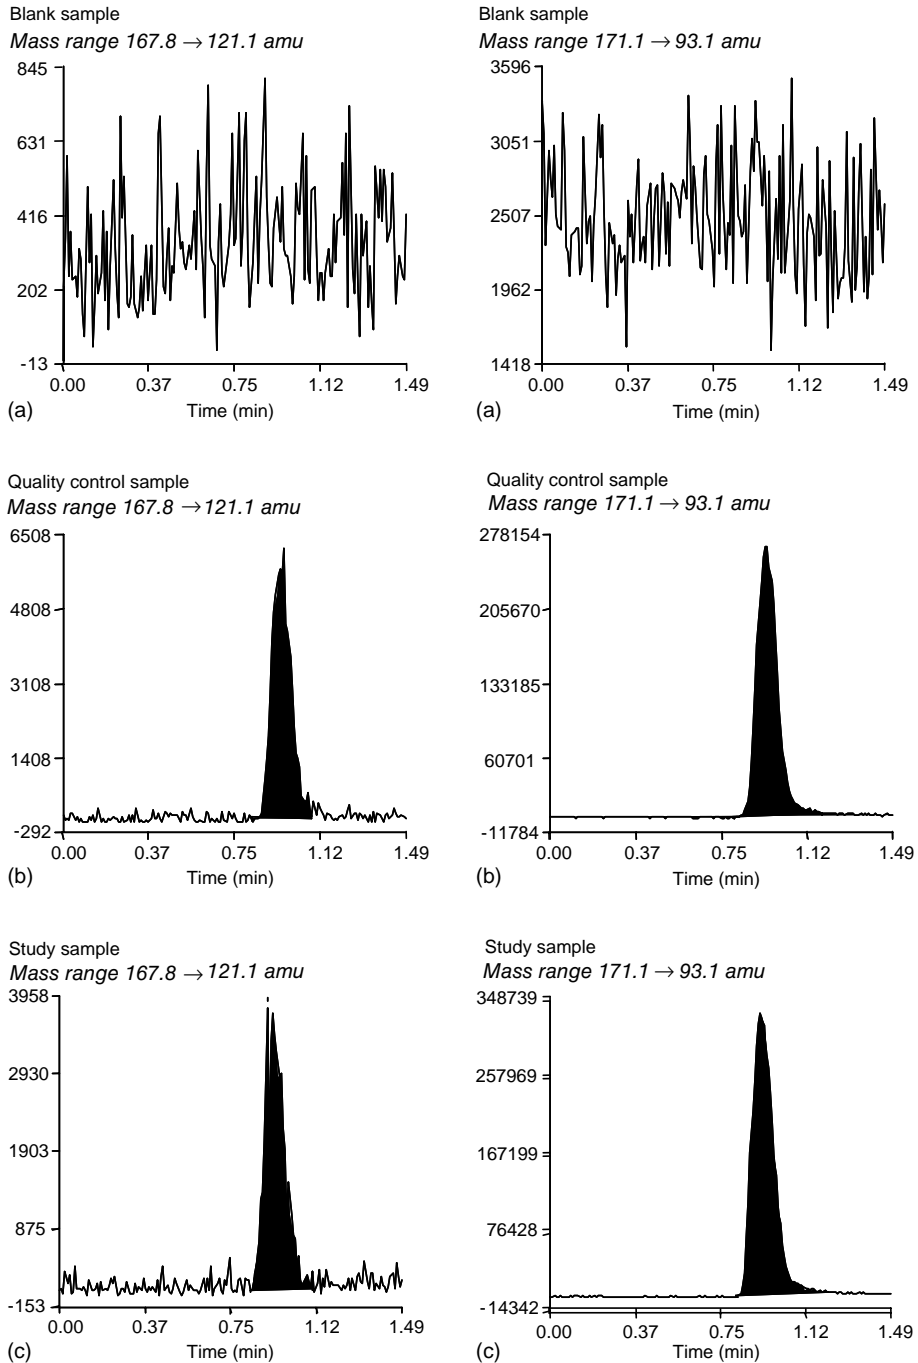 Blank sample
Mass range 167.8 → 121.1 amu
845
631
416
202
-13
0.00 0.37 0.75 1.12 1.49
(a)
Time (min)
Blank sample
Mass range 171.1 → 93.1 amu
3596
3051
2507
1962
1418
0.00 0.37 0.75 1.12 1.49
(a)
Time (min)
Quality control sample
Mass range 167.8 → 121.1 amu
6508
4808
3108
1408
-292
0.00 0.37 0.75 1.12 1.49
(b)
Time (min)
Quality control sample
Mass range 171.1 → 93.1 amu
278154
205670
133185
60701
-11784
0.00 0.37 0.75 1.12 1.49
(b)
Time (min)
Study sample
Mass range 167.8 → 121.1 amu
3958
2930
1903
875
-153
0.00 0.37 0.75 1.12 1.49
(c)
Time (min)
Study sample
Mass range 171.1 → 93.1 amu
348739
257969
167199
76428
-14342
0.00 0.37 0.75 1.12 1.49
(c)
Time (min)